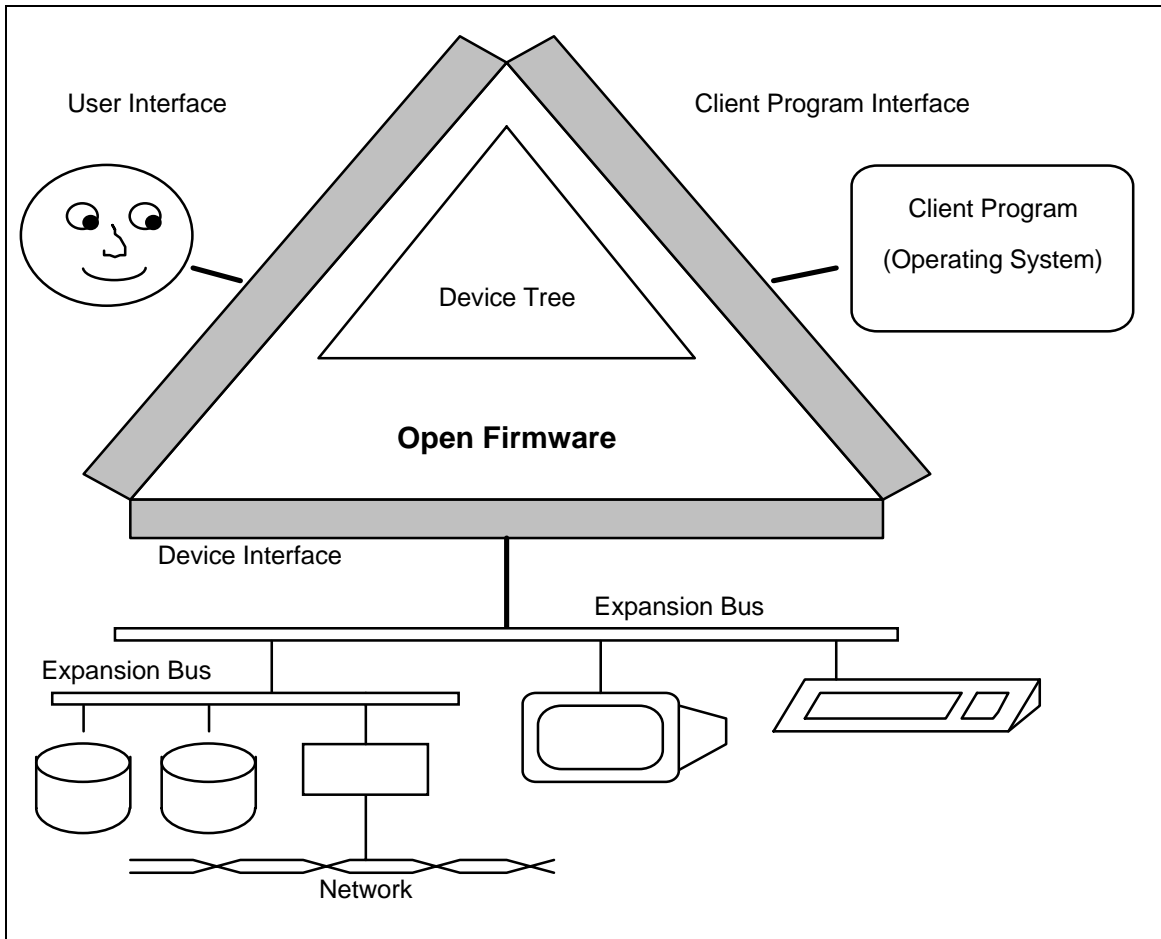 User Interface
Client Program Interface
Client Program
(Operating System)
Device Tree
Open Firmware
Device Interface
Expansion Bus
Expansion Bus
Network